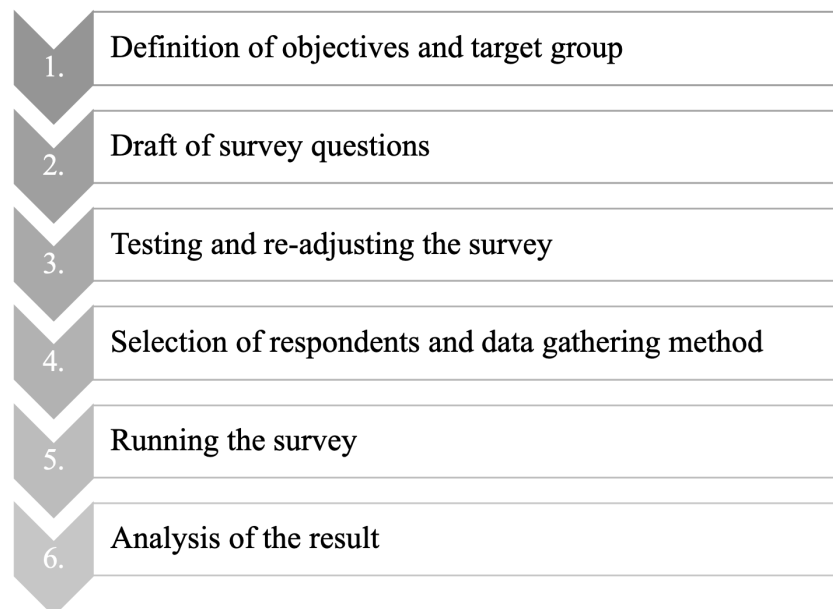 1. Definition of objectives and target group
2. Draft of survey questions
3. Testing and re-adjusting the survey
4. Selection of respondents and data gathering method
5. Running the survey
6. Analysis of the result